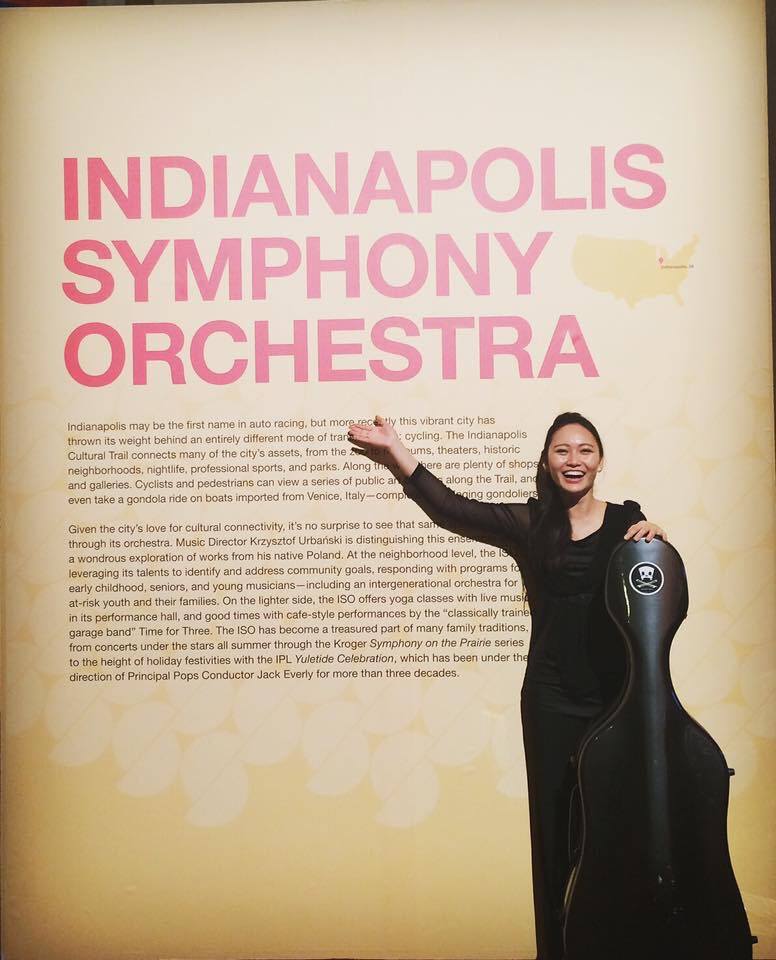 INDIANAPOLIS
SYMPHONY
ORCHESTRA
Indianapolis, IN
Indianapolis may be the first name in auto racing, but more recently this vibrant city has
thrown its weight behind an entirely different mode of cycling. The Indianapolis
Cultural Trail connects many of the city's assets, from the zoo to theaters, historic
neighborhoods, nightlife, professional sports, and parks. Along the there are plenty of shops
and galleries. Cyclists and pedestrians can view a series of public along the Trail, and
even take a gondola ride on boats imported from Venice, Italy—gondoliers
Given the city's love for cultural connectivity, it's no surprise to see that
through its orchestra. Music Director Krzysztof Urbański is distinguishing this
a wondrous exploration of works from his native Poland. At the neighborhood level, the
leveraging its talents to identify and address community goals, responding with programs
early childhood, seniors, and young musicians—including an intergenerational orchestra for
at-risk youth and their families. On the lighter side, the ISO offers yoga classes with live
in its performance hall, and good times with cafe-style performances by the "classically
garage band" Time for Three. The ISO has become a treasured part of many family traditions,
from concerts under the stars all summer through the Kroger Symphony on the Prairie series
to the height of holiday festivities with the IPL Yuletide Celebration, which has been under the
direction of Principal Pops Conductor Jack Everly for more than three decades.